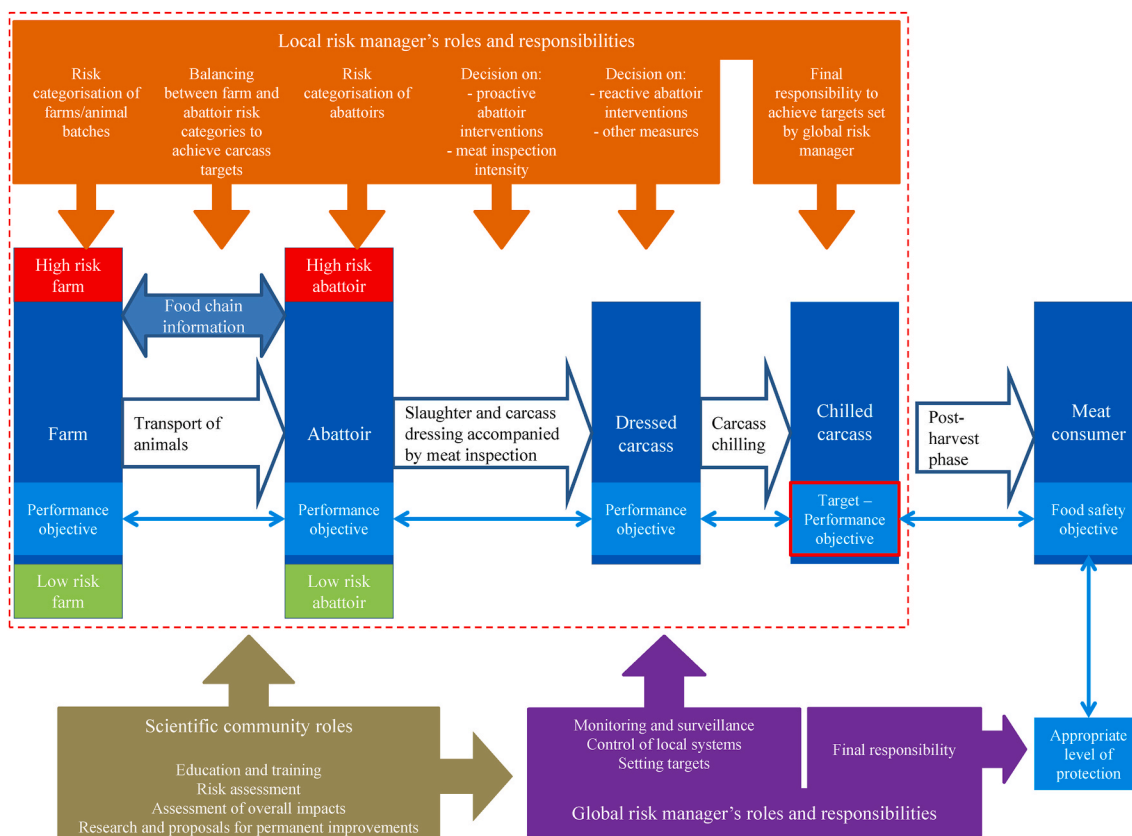 Local risk manager's roles and responsibilities
Risk
categorisation of
farms/animal
batches
Balancing
between farm and
abattoir risk
categories to
achieve carcass
targets
Risk
categorisation of
abattoirs
Decision on:
- proactive
abattoir
interventions
- meat inspection
intensity
Decision on:
- reactive abattoir
interventions
- other measures
Final
responsibility to
achieve targets set
by global risk
manager
High risk
farm
Food chain
information
High risk
abattoir
Farm
Transport of
animals
Abattoir
Slaughter and carcass
dressing accompanied
by meat inspection
Dressed
carcass
Carcass
chilling
Chilled
carcass
Post-
harvest
phase
Meat
consumer
Performance
objective
Performance
objective
Performance
objective
Target –
Performance
objective
Food safety
objective
Low risk
farm
Low risk
abattoir
Scientific community roles
Education and training
Risk assessment
Assessment of overall impacts
Research and proposals for permanent improvements
Monitoring and surveillance
Control of local systems
Setting targets
Final responsibility
Global risk manager's roles and responsibilities
Appropriate
level of
protection